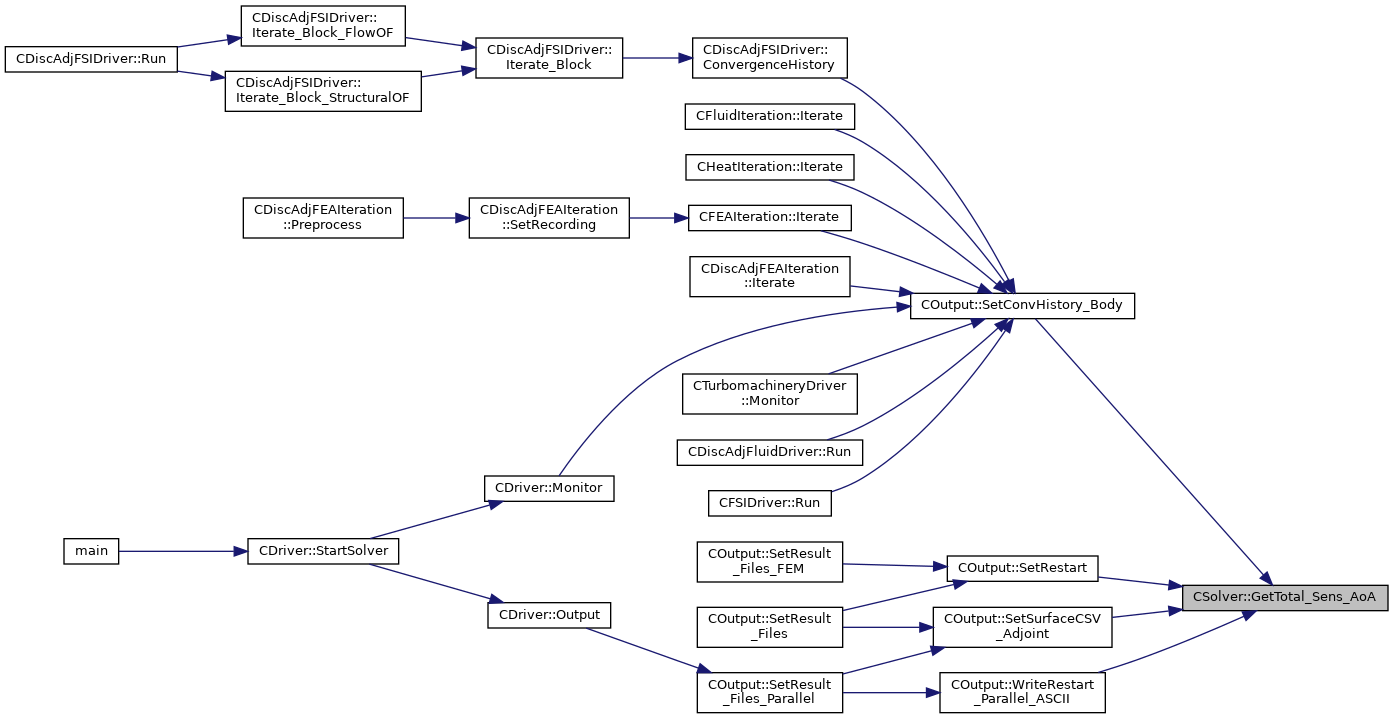 CDiscAdjFSIDriver::Run
CDiscAdjFSIDriver::
Iterate_Block_FlowOF
CDiscAdjFSIDriver::
Iterate_Block_StructuralOF
CDiscAdjFSIDriver::
Iterate_Block
CDiscAdjFSIDriver::
ConvergenceHistory
CFluidIteration::Iterate
CHeatIteration::Iterate
CDiscAdjFEAIteration
::Preprocess
CDiscAdjFEAIteration
::SetRecording
CFEAIteration::Iterate
CDiscAdjFEAIteration
::Iterate
COutput::SetConvHistory_Body
CTurbomachineryDriver
::Monitor
CDiscAdjFluidDriver::Run
CDriver::Monitor
CFSIDriver::Run
main
CDriver::StartSolver
COutput::SetResult
_Files_FEM
COutput::SetRestart
CSolver::GetTotal_Sens_AoA
CDriver::Output
COutput::SetResult
_Files
COutput::SetSurfaceCSV
_Adjoint
COutput::SetResult
_Files_Parallel
COutput::WriteRestart
_Parallel_ASCII